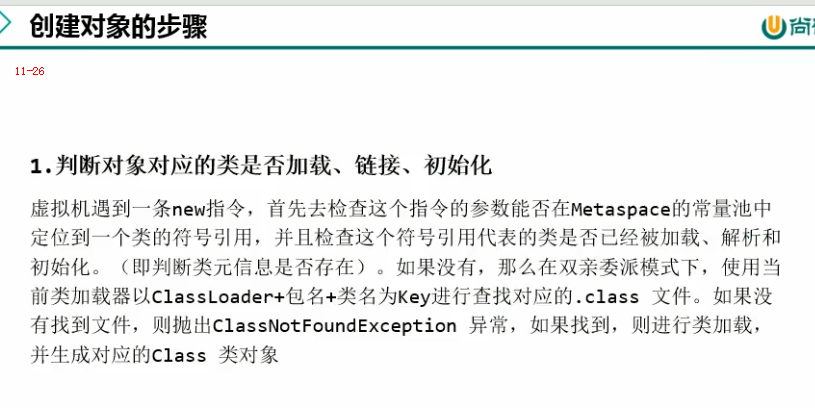 创建对象的步骤
尚
11-26
1.判断对象对应的类是否加载、链接、初始化
虚拟机遇到一条new指令，首先去检查这个指令的参数能否在Metaspace的常量池中
定位到一个类的符号引用，并且检查这个符号引用代表的类是否已经被加载、解析和
初始化。（即判断类元信息是否存在）。如果没有，那么在双亲委派模式下，使用当
前类加载器以ClassLoader+包名+类名为Key进行查找对应的.class 文件。如果没
有找到文件，则抛出ClassNotFoundException 异常，如果找到，则进行类加载，
并生成对应的Class 类对象